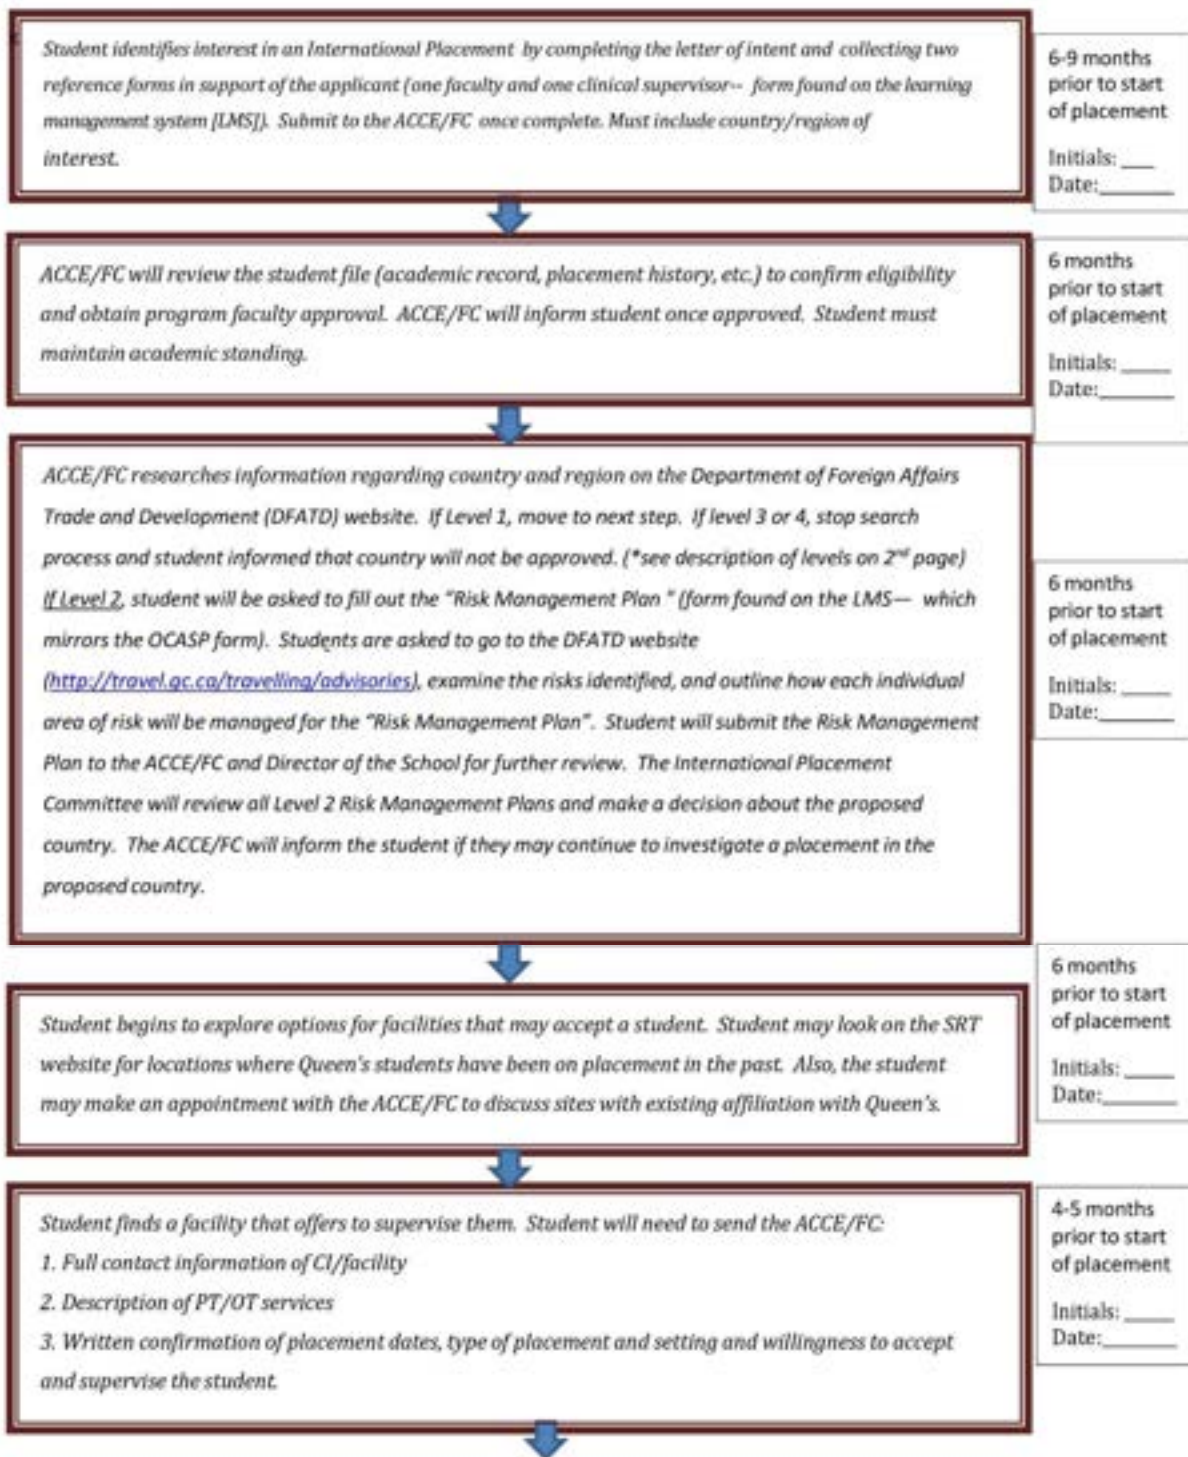 Student identifies interest in an International Placement by completing the letter of intent and collecting two
reference forms in support of the applicant (one faculty and one clinical supervisor-- form found on the learning
management system [LMS]). Submit to the ACCE/FC once complete. Must include country/region of
interest.
6-9 months
prior to start
of placement
Initials: ___
Date:_______
ACCE/FC will review the student file (academic record, placement history, etc.) to confirm eligibility
and obtain program faculty approval. ACCE/FC will inform student once approved. Student must
maintain academic standing.
6 months
prior to start
of placement
Initials: _____
Date:_______
ACCE/FC researches information regarding country and region on the Department of Foreign Affairs
Trade and Development (DFATD) website. If Level 1, move to next step. If level 3 or 4, stop search
process and student informed that country will not be approved. (*see description of levels on 2nd page)
If Level 2, student will be asked to fill out the “Risk Management Plan ” (form found on the LMS— which
mirrors the OCASP form). Students are asked to go to the DFATD website
(http://travel.gc.ca/travelling/advisories), examine the risks identified, and outline how each individual
area of risk will be managed for the “Risk Management Plan”. Student will submit the Risk Management
Plan to the ACCE/FC and Director of the School for further review. The International Placement
Committee will review all Level 2 Risk Management Plans and make a decision about the proposed
country. The ACCE/FC will inform the student if they may continue to investigate a placement in the
proposed country.
6 months
prior to start
of placement
Initials: _____
Date:_______
Student begins to explore options for facilities that may accept a student. Student may look on the SRT
website for locations where Queen's students have been on placement in the past. Also, the student
may make an appointment with the ACCE/FC to discuss sites with existing affiliation with Queen's.
6 months
prior to start
of placement
Initials: _____
Date:_______
Student finds a facility that offers to supervise them. Student will need to send the ACCE/FC:
1. Full contact information of CI/facility
2. Description of PT/OT services
3. Written confirmation of placement dates, type of placement and setting and willingness to accept
and supervise the student.
4-5 months
prior to start
of placement
Initials: _____
Date:_______